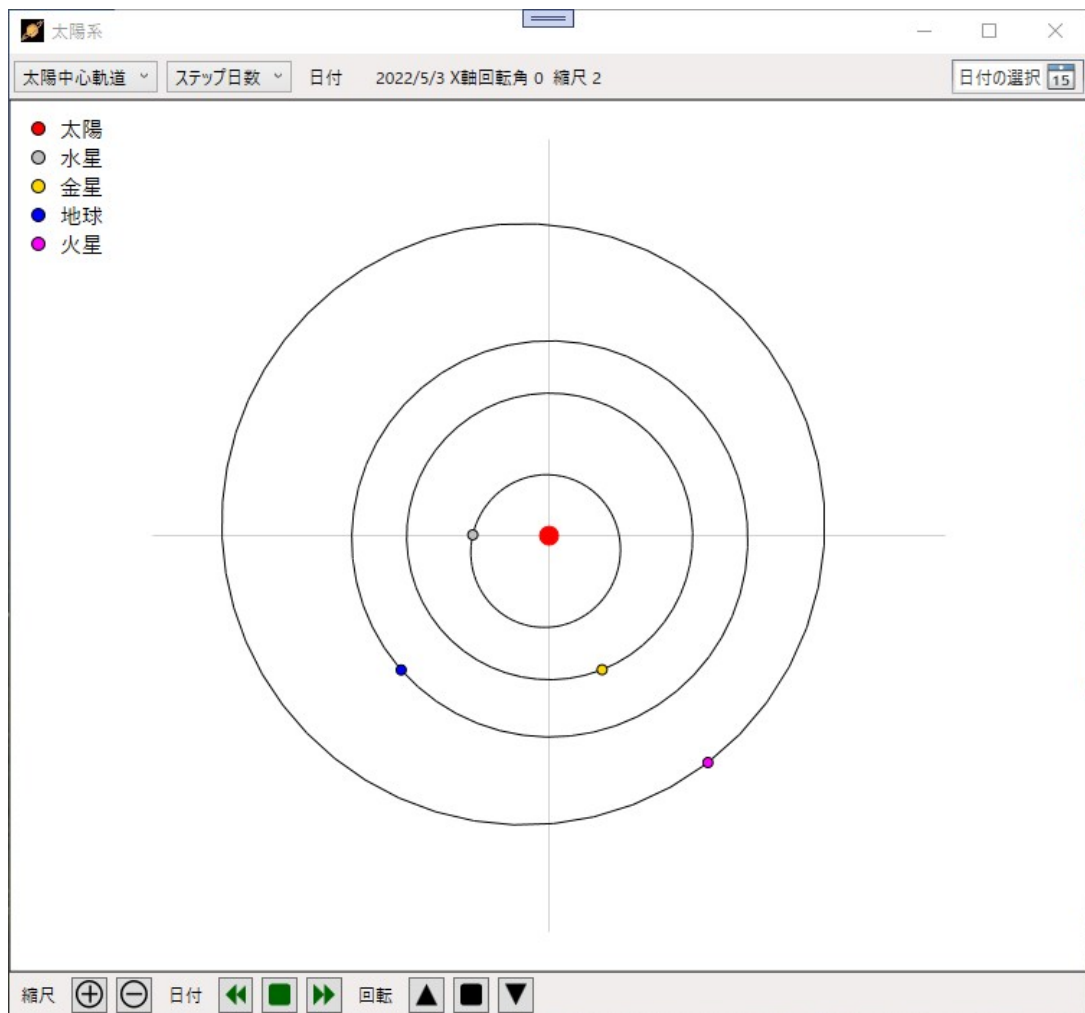 太陽系
太陽中心軌道 ステップ日数 日付 2022/5/3 X軸回転角 0 縮尺 2 日付の選択 15
太陽
水星
金星
地球
火星
縮尺 日付 回転